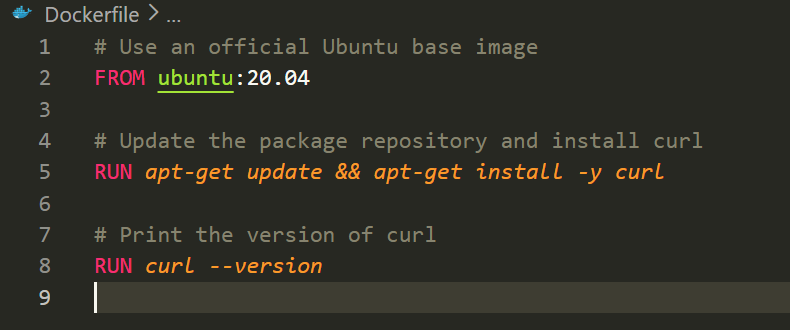 Dockerfile > ...
1 # Use an official Ubuntu base image
2 FROM ubuntu:20.04
3
4 # Update the package repository and install curl
5 RUN apt-get update && apt-get install -y curl
6
7 # Print the version of curl
8 RUN curl --version
9